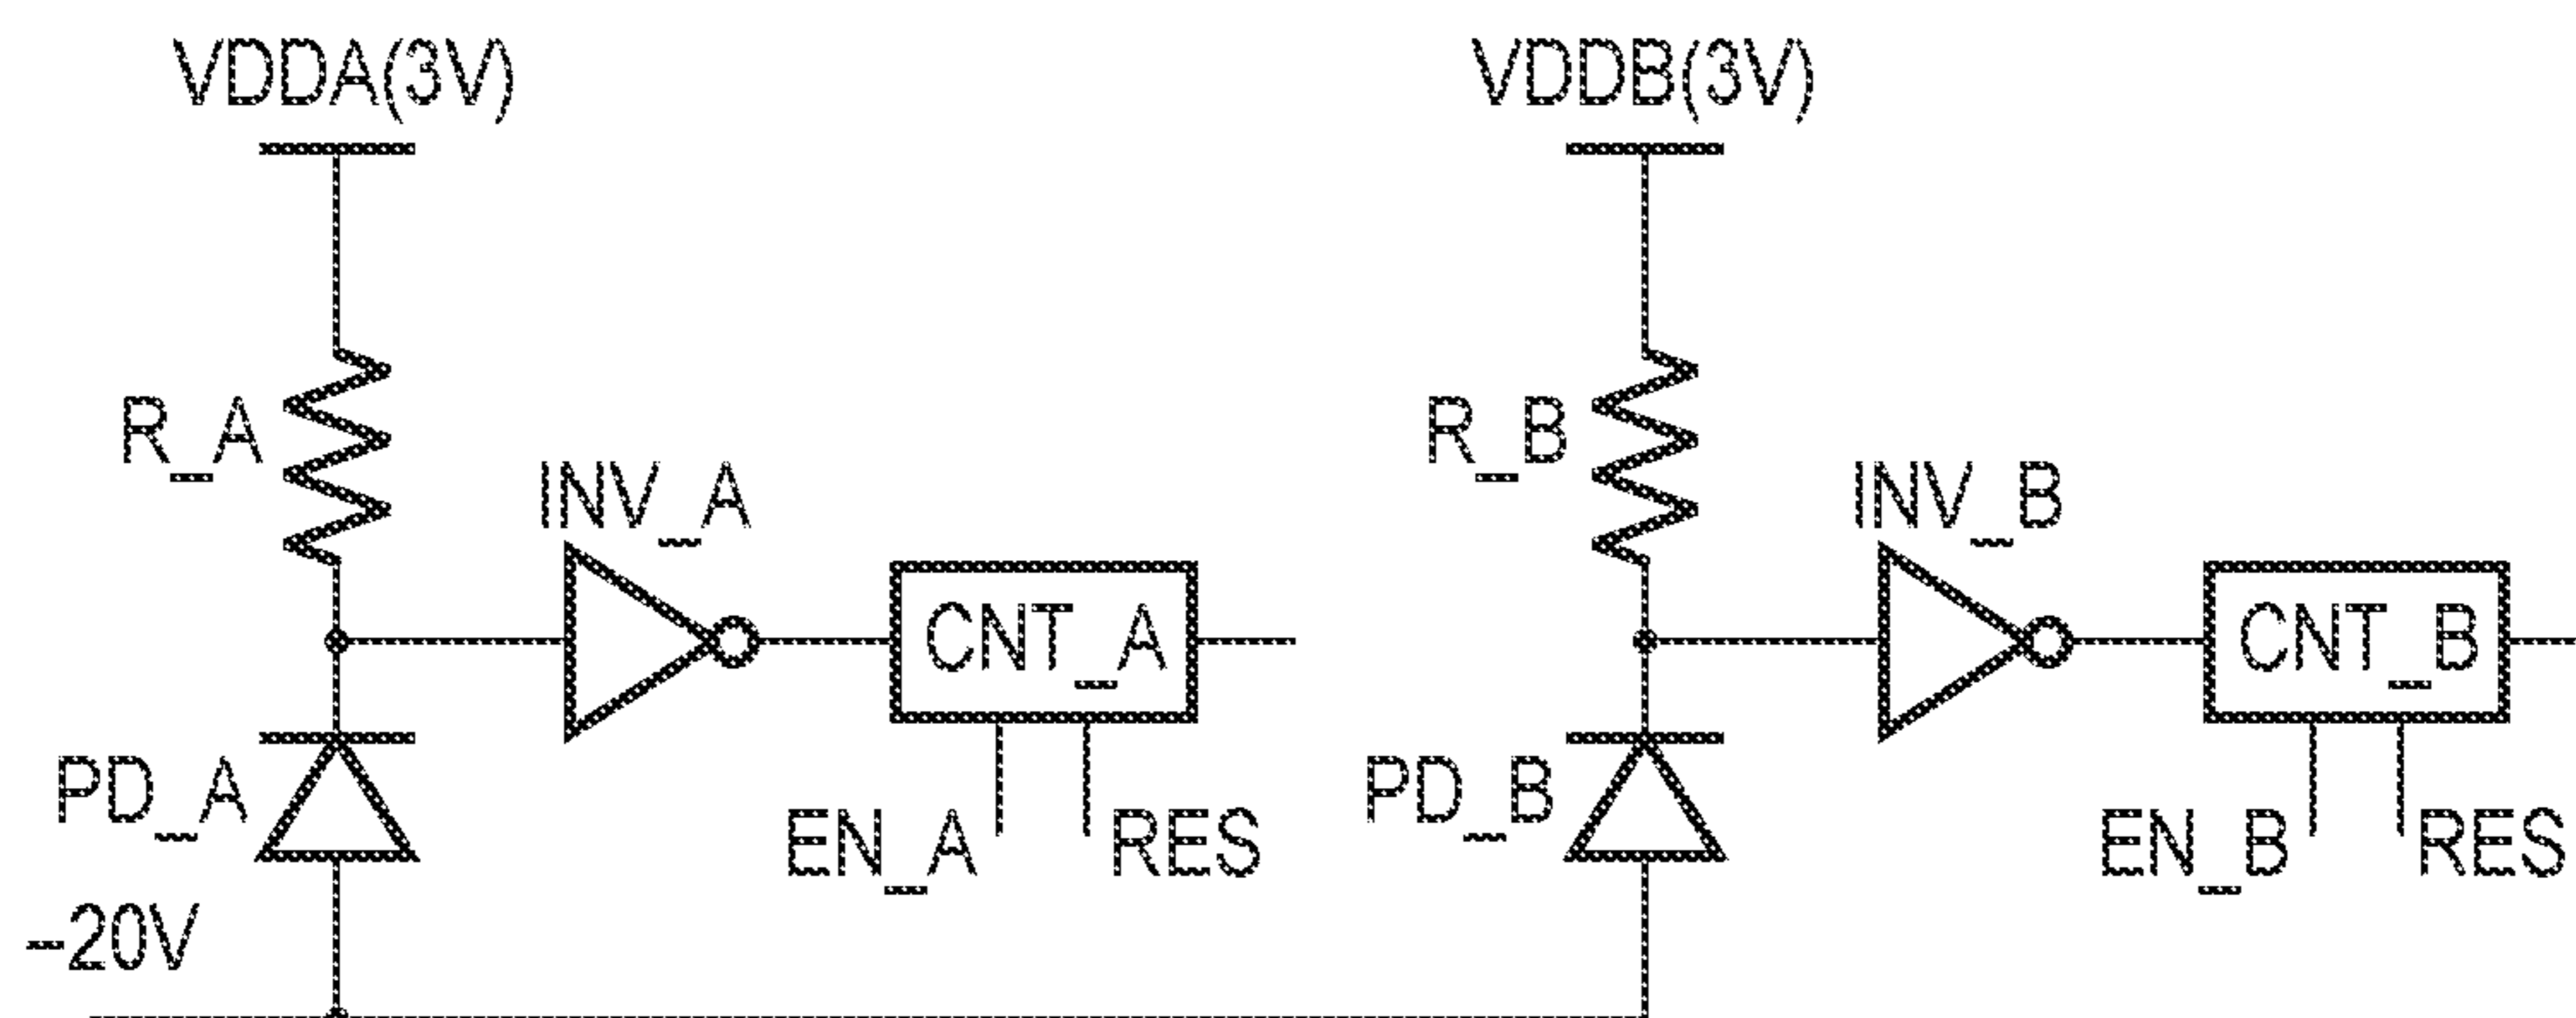 VDDA(3V)
VDDB(3V)
R_A
INV_A
CNT_A
PD_A
EN_A
RES
-20V
R_B
INV_B
CNT_B
PD_B
EN_B
RES